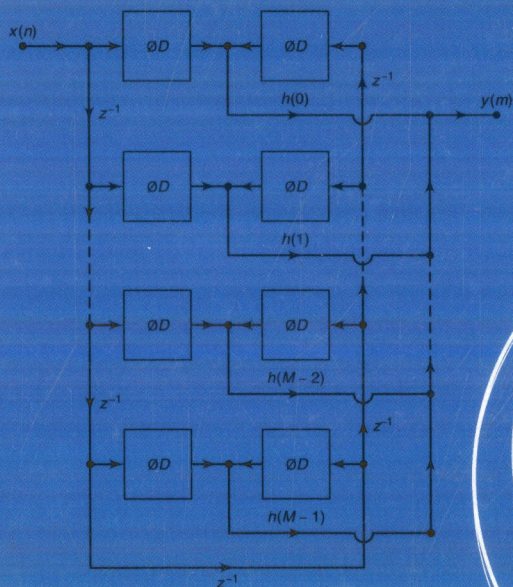 x(n)
ØD ØD
z⁻¹ z⁻¹
h(0)
y(m)
ØD ØD
h(1)
ØD ØD
h(M – 2)
z⁻¹ z⁻¹
ØD ØD
h(M – 1)
z⁻¹